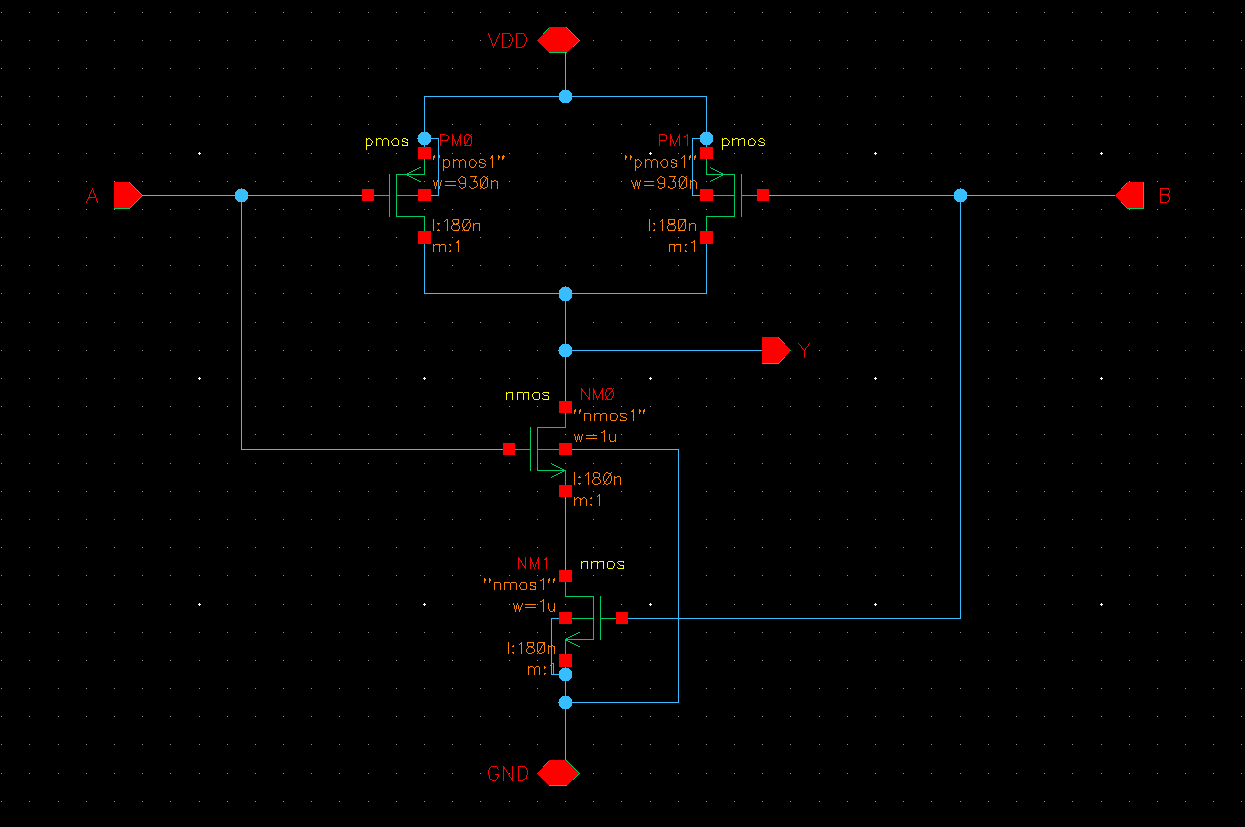 VDD
pmos PM0
"pmos1"
w=930n
l:180n
m:1
PM1 pmos
"pmos1"
w=930n
l:180n
m:1
A
B
Y
nmos NM0
"nmos1"
w=1u
l:180n
m:1
NM1 nmos
"nmos1"
w=1u
l:180n
m:1
GND